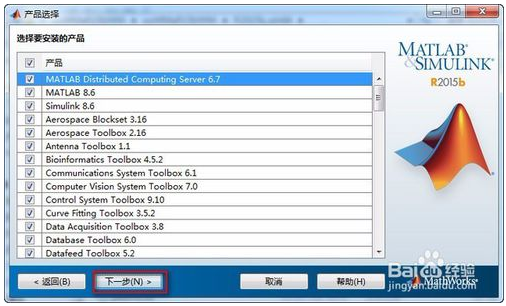 产品选择
选择要安装的产品
产品
MATLAB Distributed Computing Server 6.7
MATLAB 8.6
Simulink 8.6
Aerospace Blockset 3.16
Aerospace Toolbox 2.16
Antenna Toolbox 1.1
Bioinformatics Toolbox 4.5.2
Communications System Toolbox 6.1
Computer Vision System Toolbox 7.0
Control System Toolbox 9.10
Curve Fitting Toolbox 3.5.2
Data Acquisition Toolbox 3.8
Database Toolbox 6.0
Datafeed Toolbox 5.2
MATLAB
&SIMULINK
R2015b
< 返回(B)
下一步(N) >
取消
帮助(H)
MathWorks
Baidu 经验
jingyan.baidu.com